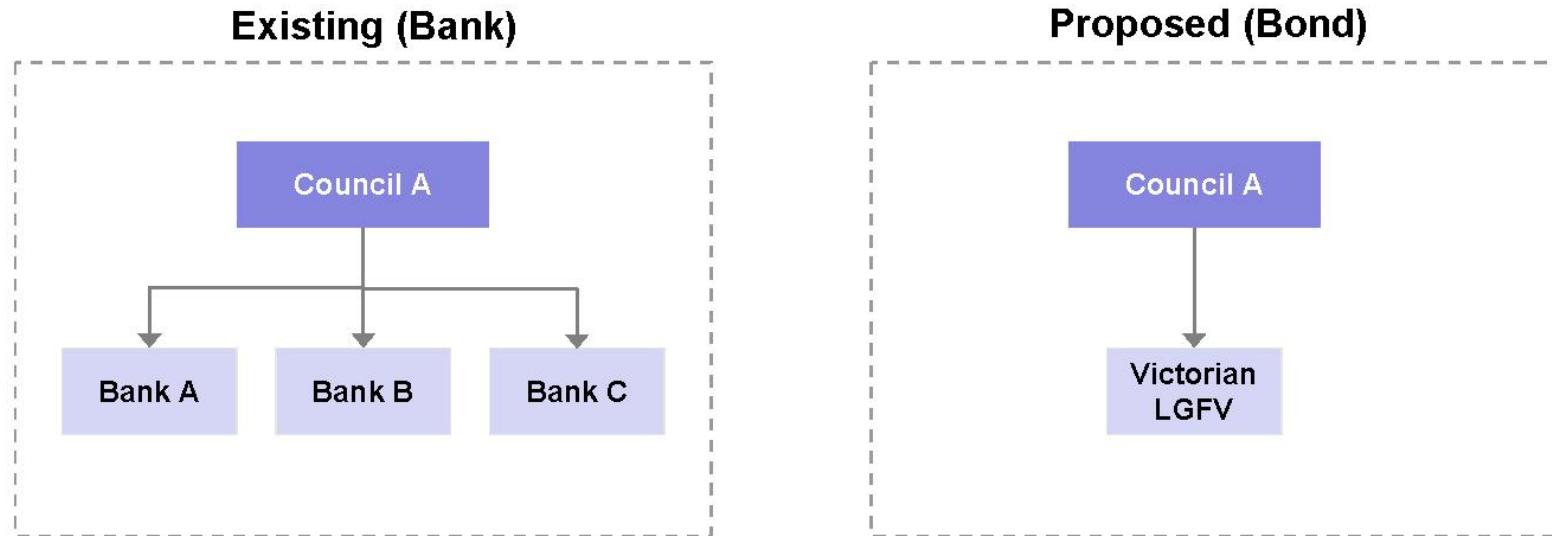 Existing (Bank)
Council A
Bank A
Bank B
Bank C
Proposed (Bond)
Council A
Victorian
LGFV